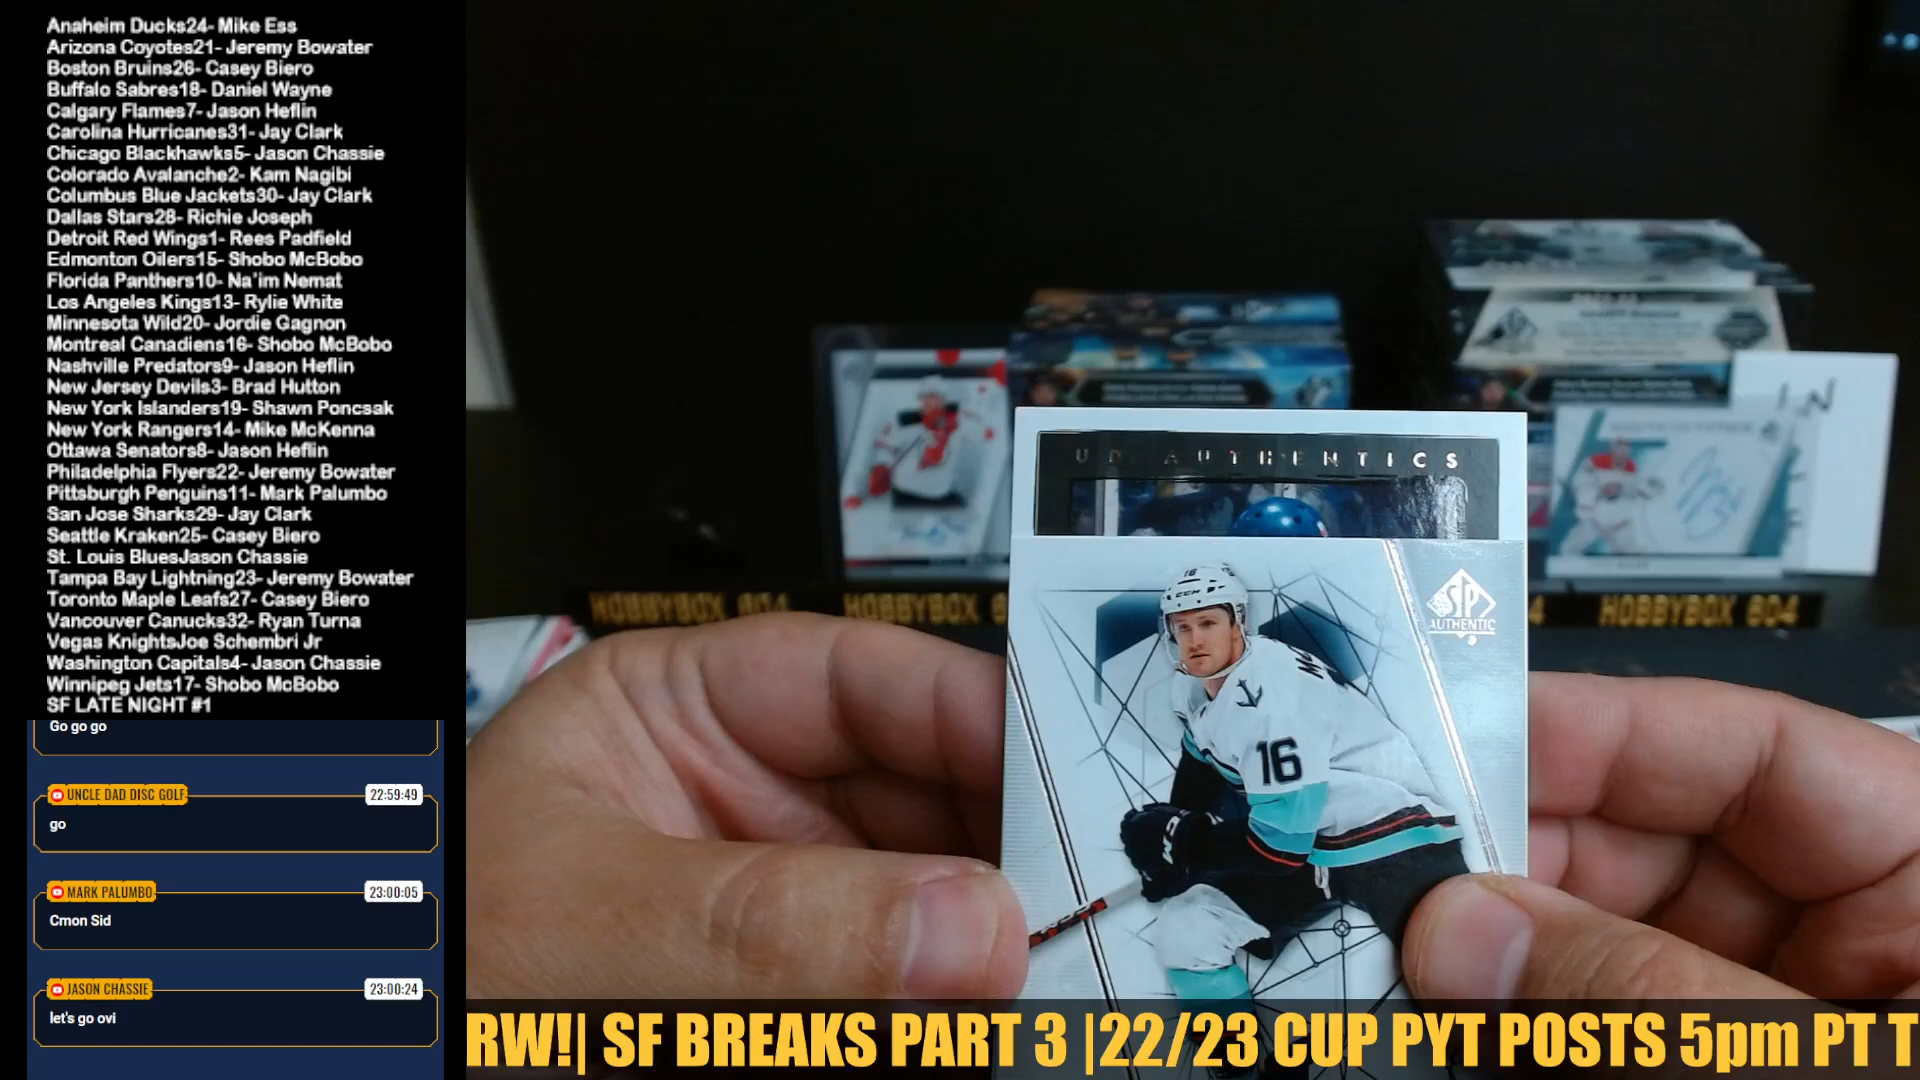 Anaheim Ducks24- Mike Ess
Arizona Coyotes21- Jeremy Bowater
Boston Bruins26- Casey Biero
Buffalo Sabres18- Daniel Wayne
Calgary Flames7- Jason Heflin
Carolina Hurricanes31- Jay Clark
Chicago Blackhawks5- Jason Chassie
Colorado Avalanche2- Kam Nagibi
Columbus Blue Jackets30- Jay Clark
Dallas Stars28- Richie Joseph
Detroit Red Wings1- Rees Padfield
Edmonton Oilers15- Shobo McBobo
Florida Panthers10- Na'im Nemat
Los Angeles Kings13- Rylie White
Minnesota Wild20- Jordie Gagnon
Montreal Canadiens16- Shobo McBobo
Nashville Predators9- Jason Heflin
New Jersey Devils3- Brad Hutton
New York Islanders19- Shawn Poncsak
New York Rangers14- Mike McKenna
Ottawa Senators8- Jason Heflin
Philadelphia Flyers22- Jeremy Bowater
Pittsburgh Penguins11- Mark Palumbo
San Jose Sharks29- Jay Clark
Seattle Kraken25- Casey Biero
St. Louis BluesJason Chassie
Tampa Bay Lightning23- Jeremy Bowater
Toronto Maple Leafs27- Casey Biero
Vancouver Canucks32- Ryan Turna
Vegas KnightsJoe Schembri Jr
Washington Capitals4- Jason Chassie
Winnipeg Jets17- Shobo McBobo
SF LATE NIGHT #1
Go go go
UNCLE DAD DISC GOLF 22:59:49
go
MARK PALUMBO 23:00:05
Cmon Sid
JASON CHASSIE 23:00:24
let's go ovi
UD AUTHENTICS
SP
AUTHENTIC
16
CCM
16
HOBBYBOX 604
HOBBYBOX 6
4
HOBBYBOX 604
RW!| SF BREAKS PART 3 |22/23 CUP PYT POSTS 5pm PT T